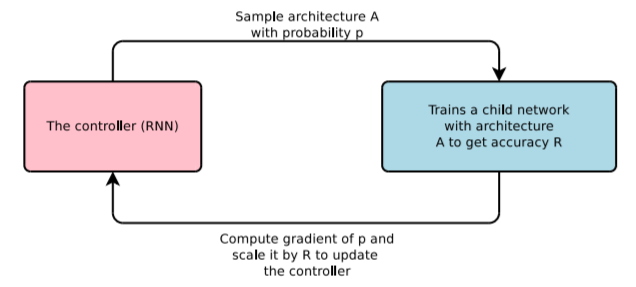 Sample architecture A
with probability p
The controller (RNN)
Trains a child network
with architecture
A to get accuracy R
Compute gradient of p and
scale it by R to update
the controller